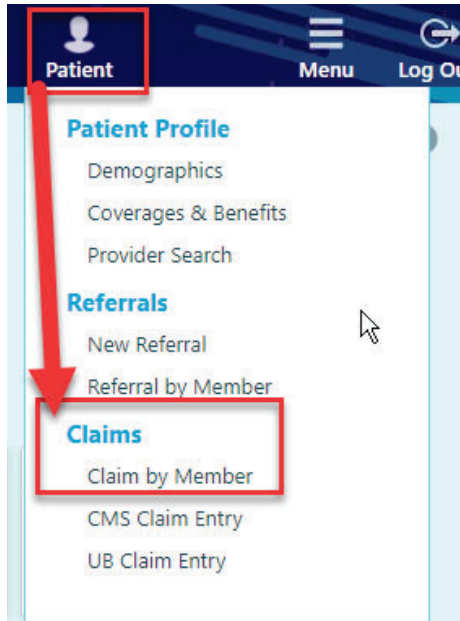 Patient Menu Log Ou
Patient Profile
Demographics
Coverages & Benefits
Provider Search
Referrals
New Referral
Referral by Member
Claims
Claim by Member
CMS Claim Entry
UB Claim Entry